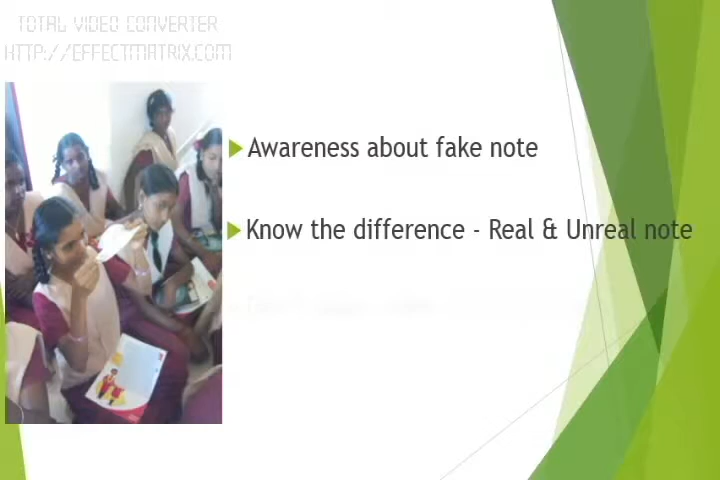 TOTAL VIDEO CONVERTER
HTTP://EFFECTMATRIX.COM
Awareness about fake note
Know the difference - Real & Unreal note